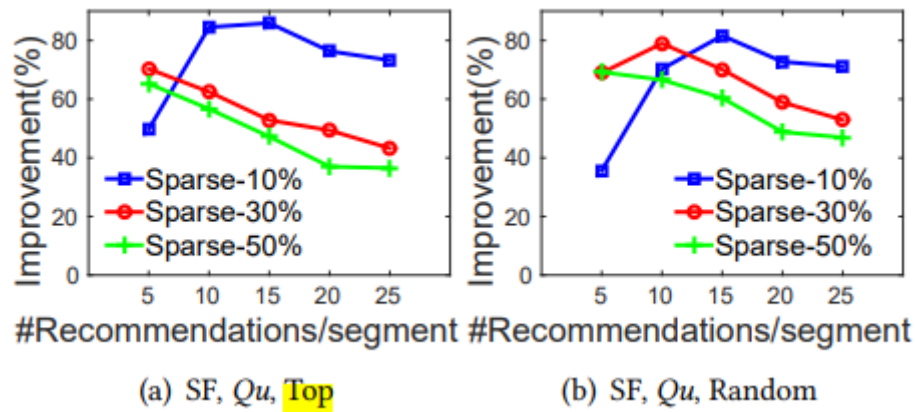 Improvement(%)
80
60
40
20
0
Sparse-10%
Sparse-30%
Sparse-50%
5 10 15 20 25
#Recommendations/segment
(a) SF, Qu, Top
Improvement(%)
80
60
40
20
0
Sparse-10%
Sparse-30%
Sparse-50%
5 10 15 20 25
#Recommendations/segment
(b) SF, Qu, Random